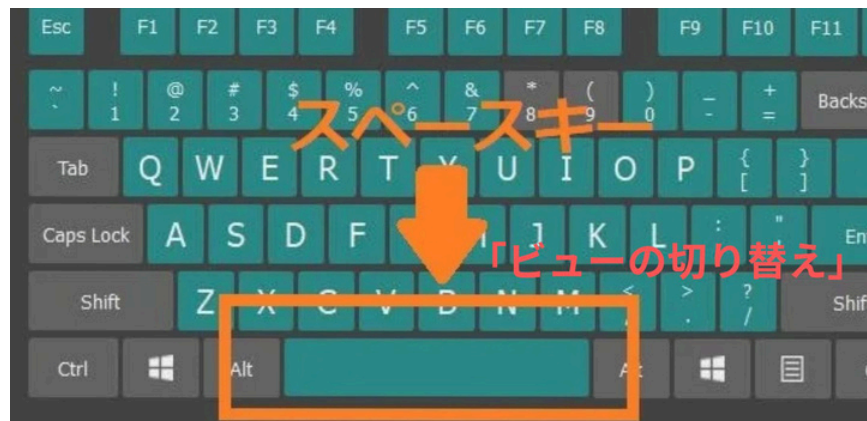 Esc F1 F2 F3 F4 F5 F6 F7 F8 F9 F10 F11
~ ! @ # $ % ^ & * ( ) _ +
` 1 2 3 4 5 6 7 8 9 0 - = Backs
スペースキー
Tab Q W E R T Y U I O P { }
[ ]
Caps Lock A S D F J K L : " En
「ビューの切り替え」
Shift Z X C V B N M < > ? Shif
. /
Ctrl Alt